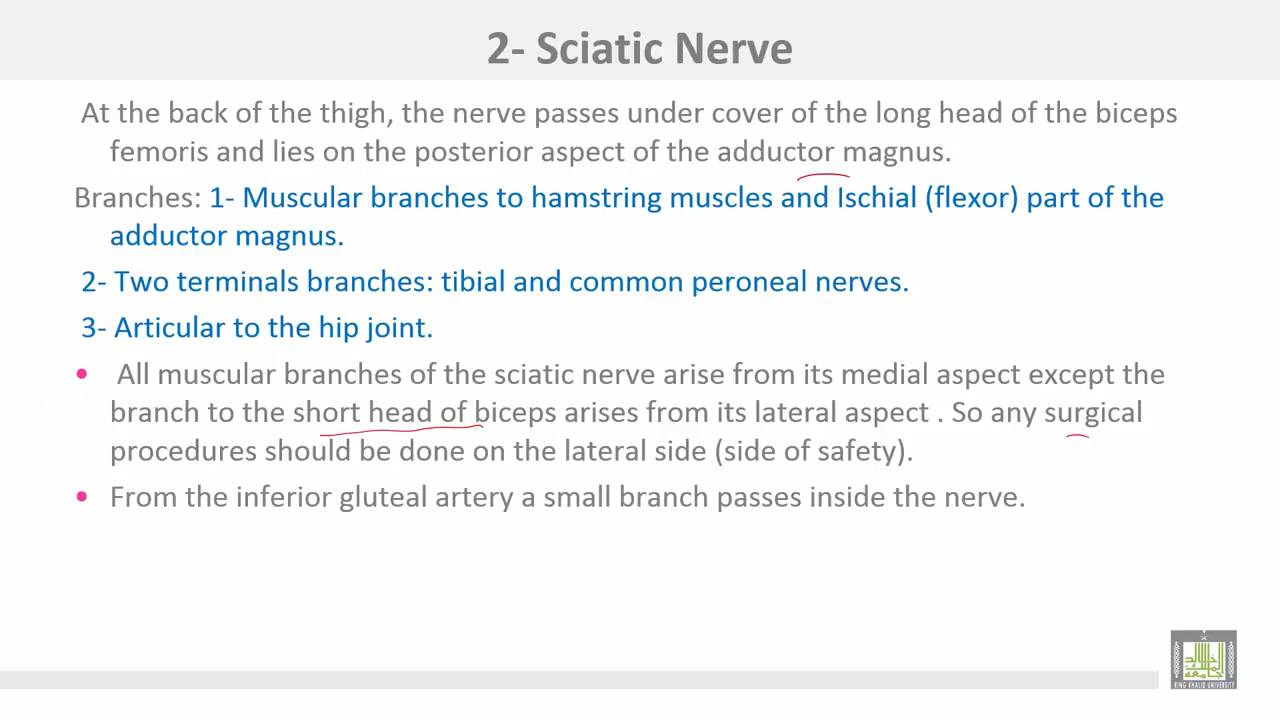 2- Sciatic Nerve
At the back of the thigh, the nerve passes under cover of the long head of the biceps
femoris and lies on the posterior aspect of the adductor magnus.
Branches: 1- Muscular branches to hamstring muscles and Ischial (flexor) part of the
adductor magnus.
2- Two terminals branches: tibial and common peroneal nerves.
3- Articular to the hip joint.
• All muscular branches of the sciatic nerve arise from its medial aspect except the
branch to the short head of biceps arises from its lateral aspect . So any surgical
procedures should be done on the lateral side (side of safety).
• From the inferior gluteal artery a small branch passes inside the nerve.
KING KHALID UNIVERSITY